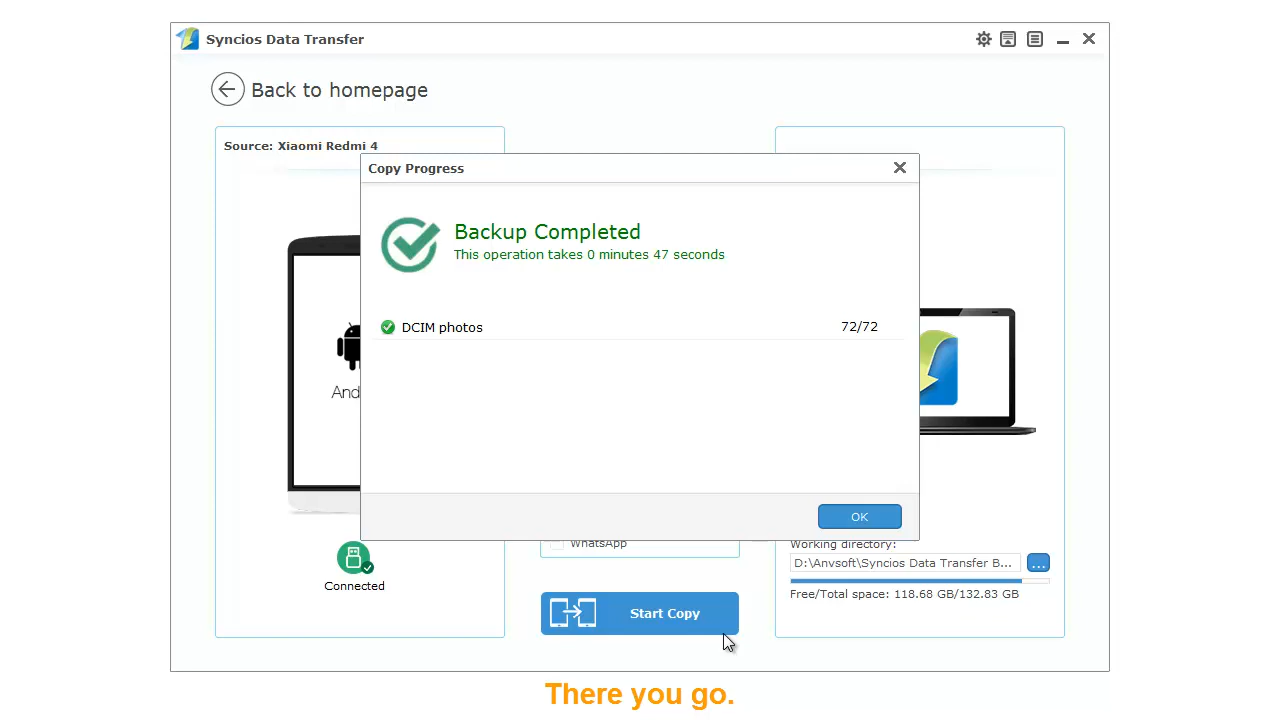 Syncios Data Transfer
Back to homepage
Source: Xiaomi Redmi 4
Copy Progress
Backup Completed
This operation takes 0 minutes 47 seconds
DCIM photos 72/72
And
OK
WhatsApp
Connected
Working directory:
D:\Anvsoft\Syncios Data Transfer B... ...
Free/Total space: 118.68 GB/132.83 GB
Start Copy
There you go.